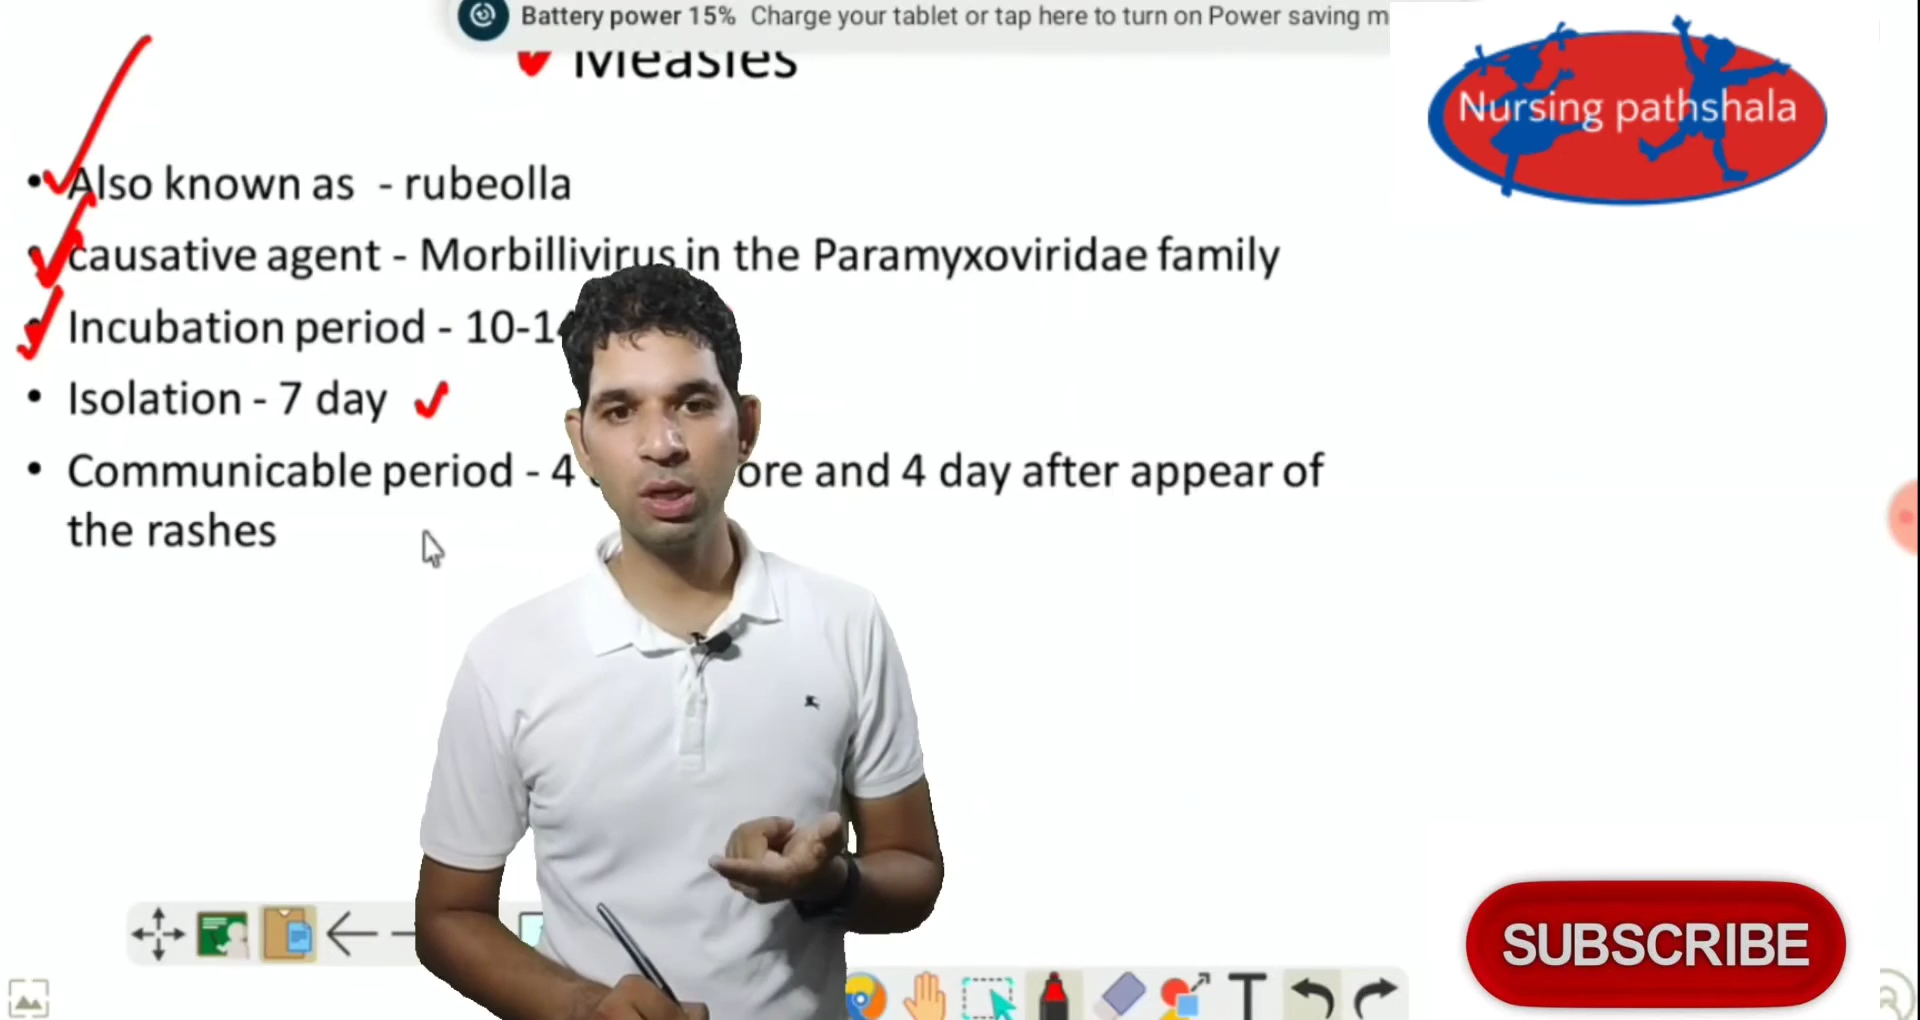 Battery power 15% Charge your tablet or tap here to turn on Power saving
Measles
Nursing pathshala
• Also known as - rubeolla
• causative agent - Morbillivirus in the Paramyxoviridae family
• Incubation period - 10-14
• Isolation - 7 day
• Communicable period - 4 and 4 day after appear of
the rashes
T
SUBSCRIBE